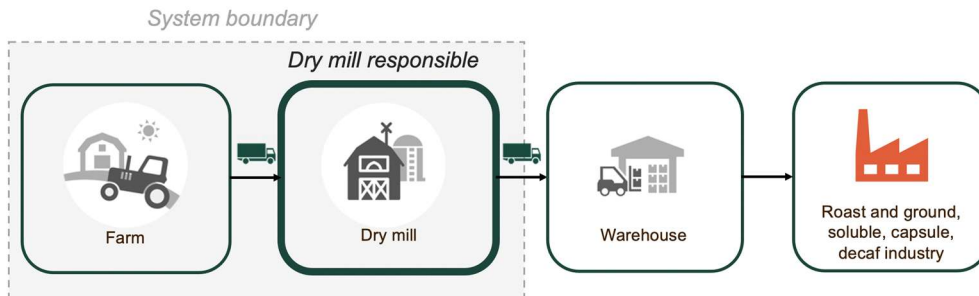 System boundary
Dry mill responsible
Farm
Dry mill
Warehouse
Roast and ground,
soluble, capsule,
decaf industry